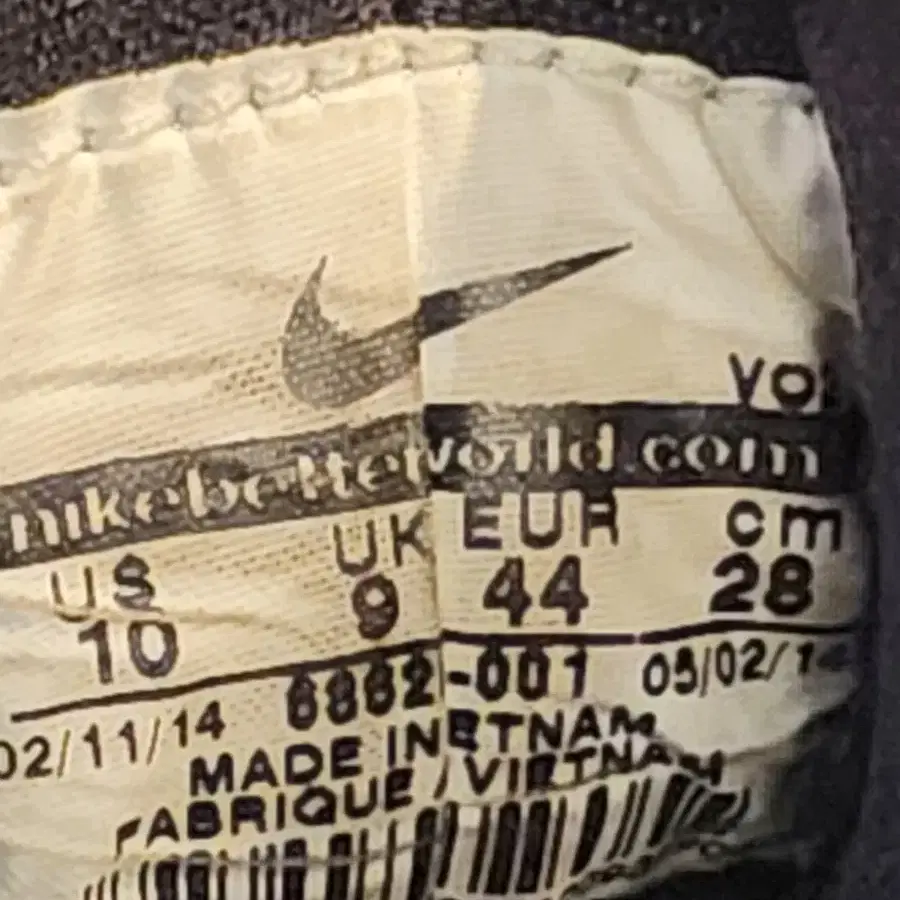 nikebetterworld.com
US UK EUR cm
10 9 44 28
02/11/14 05/02/14
-001
MADE IN
FABRIQUE / VIETNAM